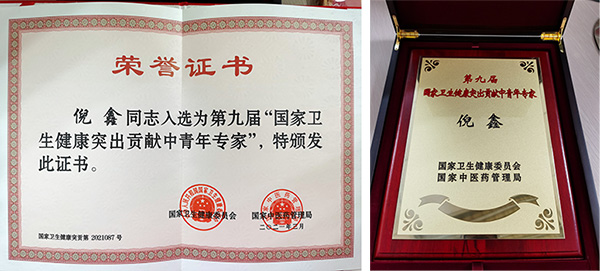 荣誉证书
倪 鑫同志入选为第九届“国家卫
生健康突出贡献中青年专家”，特颁发
此证书。
国家卫生健康委员会
国家中医药管理局
二〇二一年三月
国家卫生健康突贡第 2021087 号
第九届
国家卫生健康突出贡献中青年专家
倪 鑫
国家卫生健康委员会
国家中医药管理局